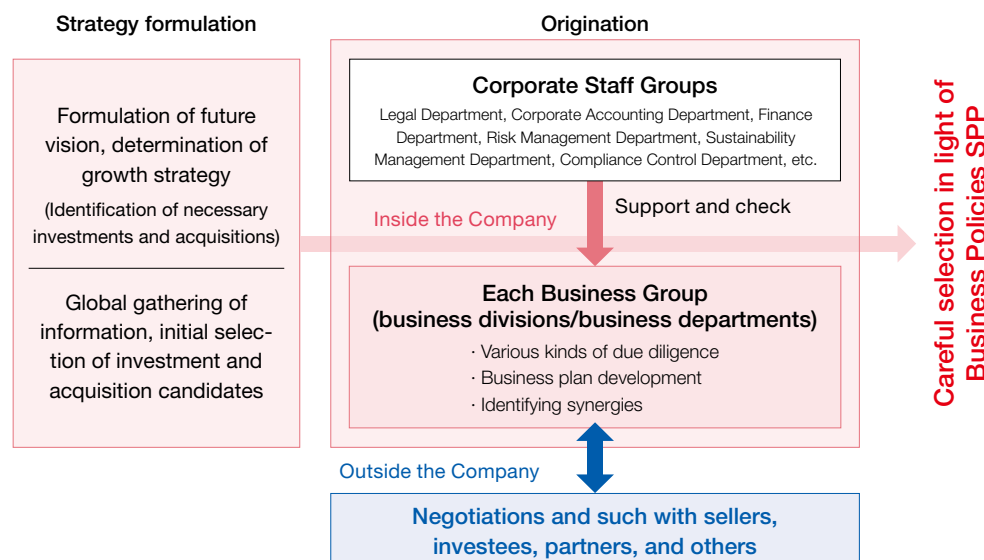 Strategy formulation
Formulation of future
vision, determination of
growth strategy
(Identification of necessary
investments and acquisitions)
Global gathering of
information, initial selec-
tion of investment and
acquisition candidates
Origination
Corporate Staff Groups
Legal Department, Corporate Accounting Department, Finance
Department, Risk Management Department, Sustainability
Management Department, Compliance Control Department, etc.
Inside the Company
Support and check
Each Business Group
(business divisions/business departments)
· Various kinds of due diligence
· Business plan development
· Identifying synergies
Outside the Company
Negotiations and such with sellers,
investees, partners, and others
Careful selection in light of
Business Policies SPP